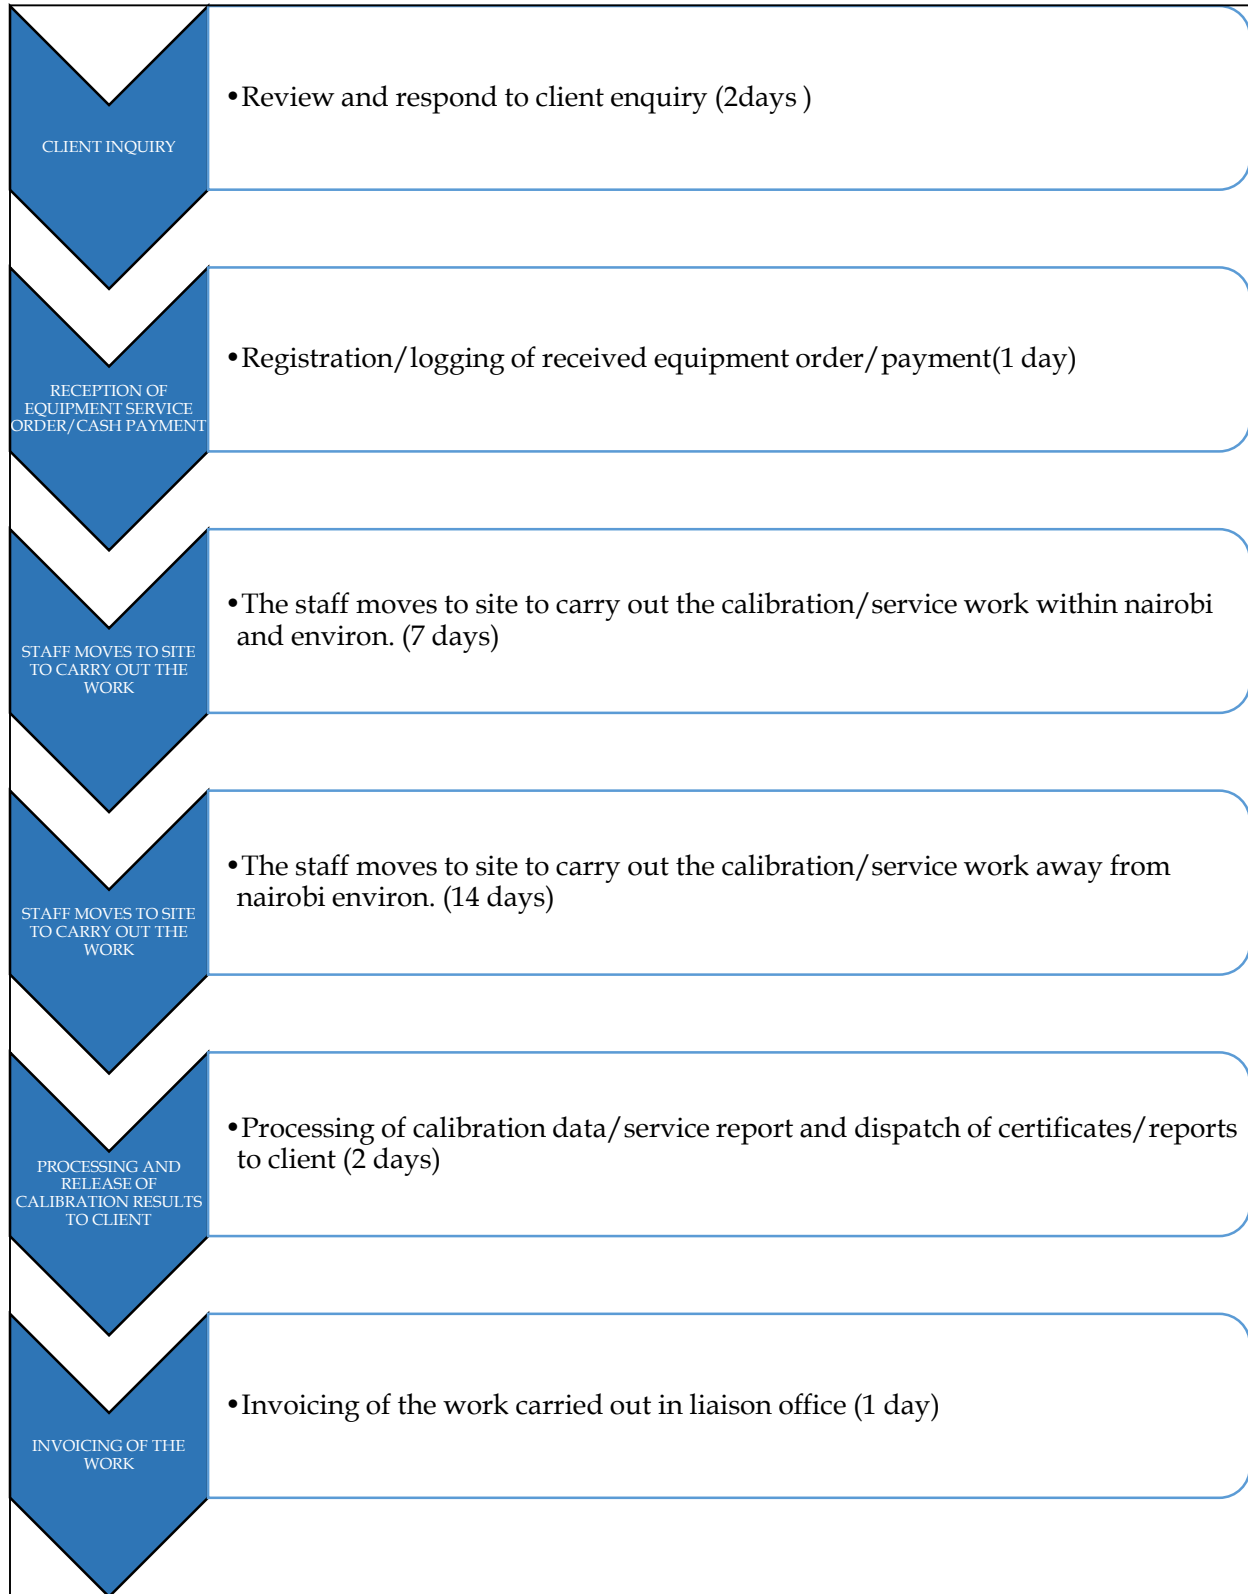 CLIENT INQUIRY
•Review and respond to client enquiry (2days )
RECEPTION OF
EQUIPMENT SERVICE
ORDER/CASH PAYMENT
•Registration/logging of received equipment order/payment(1 day)
STAFF MOVES TO SITE
TO CARRY OUT THE
WORK
•The staff moves to site to carry out the calibration/service work within nairobi
and environ. (7 days)
STAFF MOVES TO SITE
TO CARRY OUT THE
WORK
•The staff moves to site to carry out the calibration/service work away from
nairobi environ. (14 days)
PROCESSING AND
RELEASE OF
CALIBRATION RESULTS
TO CLIENT
•Processing of calibration data/service report and dispatch of certificates/reports
to client (2 days)
INVOICING OF THE
WORK
•Invoicing of the work carried out in liaison office (1 day)